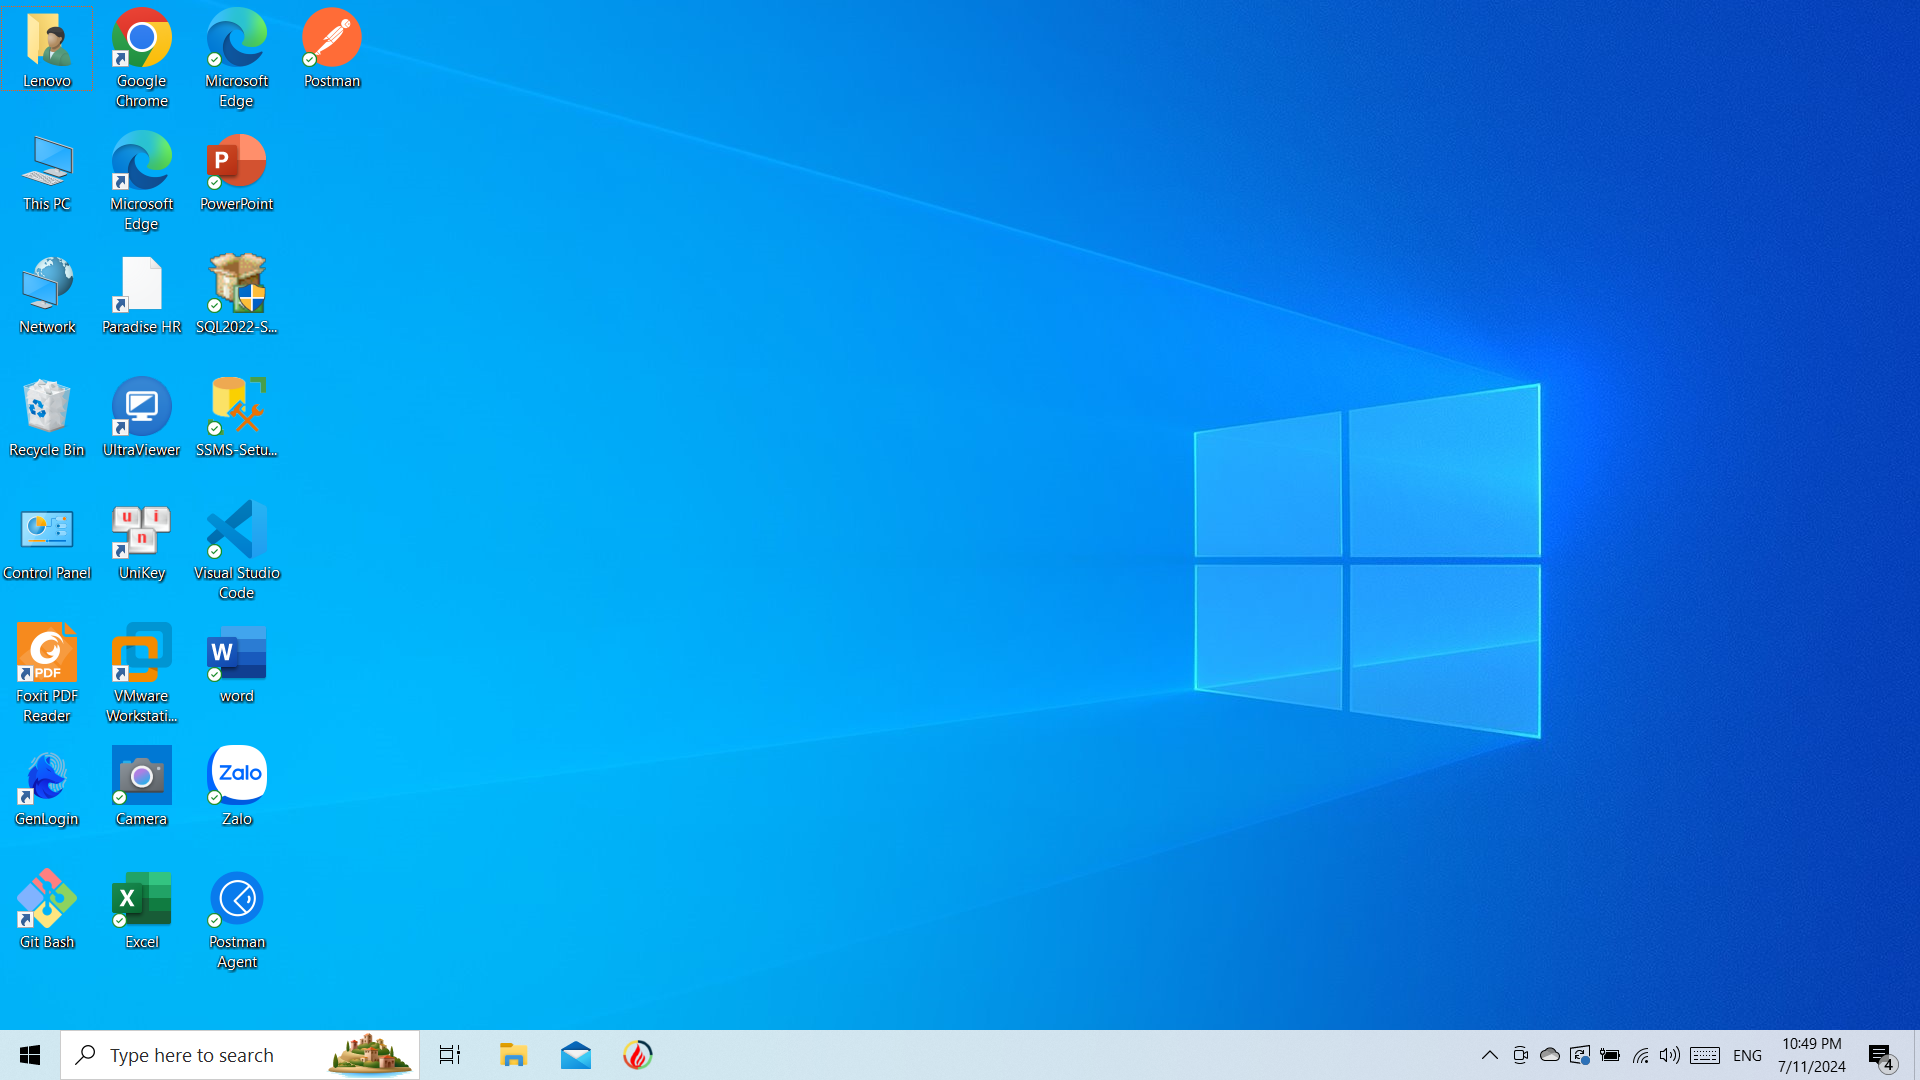 Lenovo
Google
Chrome
Microsoft
Edge
Postman
This PC
Microsoft
Edge
P
PowerPoint
Network
Paradise HR
SQL2022-S...
Recycle Bin
UltraViewer
SSMS-Setu...
Control Panel
u i
n
UniKey
Visual Studio
Code
PDF
Foxit PDF
Reader
VMware
Workstati...
W
word
GenLogin
Camera
Zalo
Zalo
Git Bash
X
Excel
Postman
Agent
Type here to search
ENG
10:49 PM
7/11/2024
4